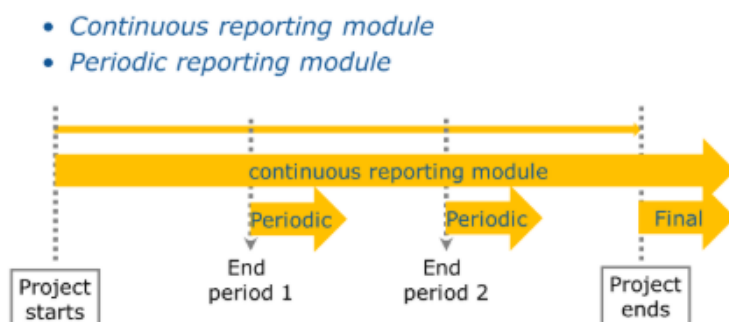 • Continuous reporting module
• Periodic reporting module
continuous reporting module
Periodic
Periodic
Final
Project
starts
End
period 1
End
period 2
Project
ends